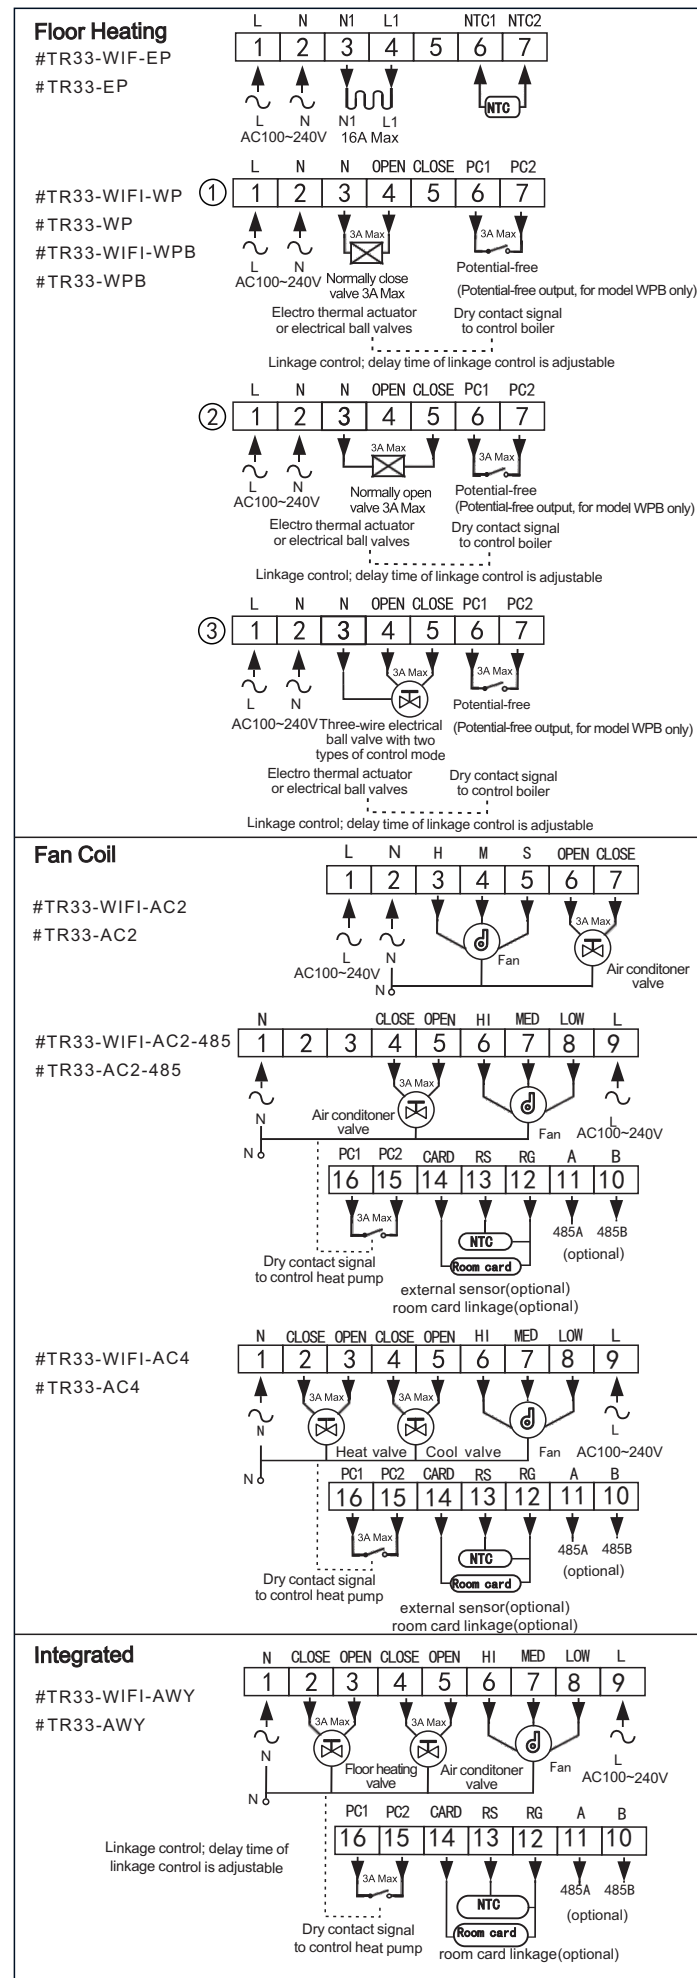 Floor Heating
#TR33-WIF-EP
#TR33-EP
L N N1 L1 NTC1 NTC2
1 2 3 4 5 6 7
NTC
L N N1 L1
AC100~240V 16A Max
#TR33-WIFI-WP
#TR33-WP
#TR33-WIFI-WPB
#TR33-WPB
①
L N N OPEN CLOSE PC1 PC2
1 2 3 4 5 6 7
3A Max 3A Max
L N
AC100~240V
Normally close
valve 3A Max
Potential-free
(Potential-free output, for model WPB only)
Electro thermal actuator
or electrical ball valves
Dry contact signal
to control boiler
Linkage control; delay time of linkage control is adjustable
②
L N N OPEN CLOSE PC1 PC2
1 2 3 4 5 6 7
3A Max 3A Max
L N
AC100~240V
Normally open
valve 3A Max
Potential-free
(Potential-free output, for model WPB only)
Electro thermal actuator
or electrical ball valves
Dry contact signal
to control boiler
Linkage control; delay time of linkage control is adjustable
③
L N N OPEN CLOSE PC1 PC2
1 2 3 4 5 6 7
3A Max 3A Max
L N
AC100~240V
Three-wire electrical
ball valve with two
types of control mode
Potential-free
(Potential-free output, for model WPB only)
Electro thermal actuator
or electrical ball valves
Dry contact signal
to control boiler
Linkage control; delay time of linkage control is adjustable
Fan Coil
#TR33-WIFI-AC2
#TR33-AC2
L N H M S OPEN CLOSE
1 2 3 4 5 6 7
3A Max
L N Fan
AC100~240V
Air conditoner
valve
N
#TR33-WIFI-AC2-485
#TR33-AC2-485
N CLOSE OPEN HI MED LOW L
1 2 3 4 5 6 7 8 9
3A Max
N
Air conditoner
valve
Fan
L
AC100~240V
N
PC1 PC2 CARD RS RG A B
16 15 14 13 12 11 10
3A Max
NTC
Room card
485A 485B
(optional)
Dry contact signal
to control heat pump
external sensor(optional)
room card linkage(optional)
#TR33-WIFI-AC4
#TR33-AC4
N CLOSE OPEN CLOSE OPEN HI MED LOW L
1 2 3 4 5 6 7 8 9
3A Max 3A Max
N L
Heat valve Cool valve Fan AC100~240V
N
PC1 PC2 CARD RS RG A B
16 15 14 13 12 11 10
3A Max
NTC
Room card
485A 485B
(optional)
Dry contact signal
to control heat pump
external sensor(optional)
room card linkage(optional)
Integrated
#TR33-WIFI-AWY
#TR33-AWY
N CLOSE OPEN CLOSE OPEN HI MED LOW L
1 2 3 4 5 6 7 8 9
3A Max 3A Max
N
Floor heating
valve
Air conditoner
valve
Fan
L
AC100~240V
N
PC1 PC2 CARD RS RG A B
16 15 14 13 12 11 10
Linkage control; delay time of
linkage control is adjustable
3A Max
NTC
Room card
485A 485B
(optional)
Dry contact signal
to control heat pump
room card linkage(optional)